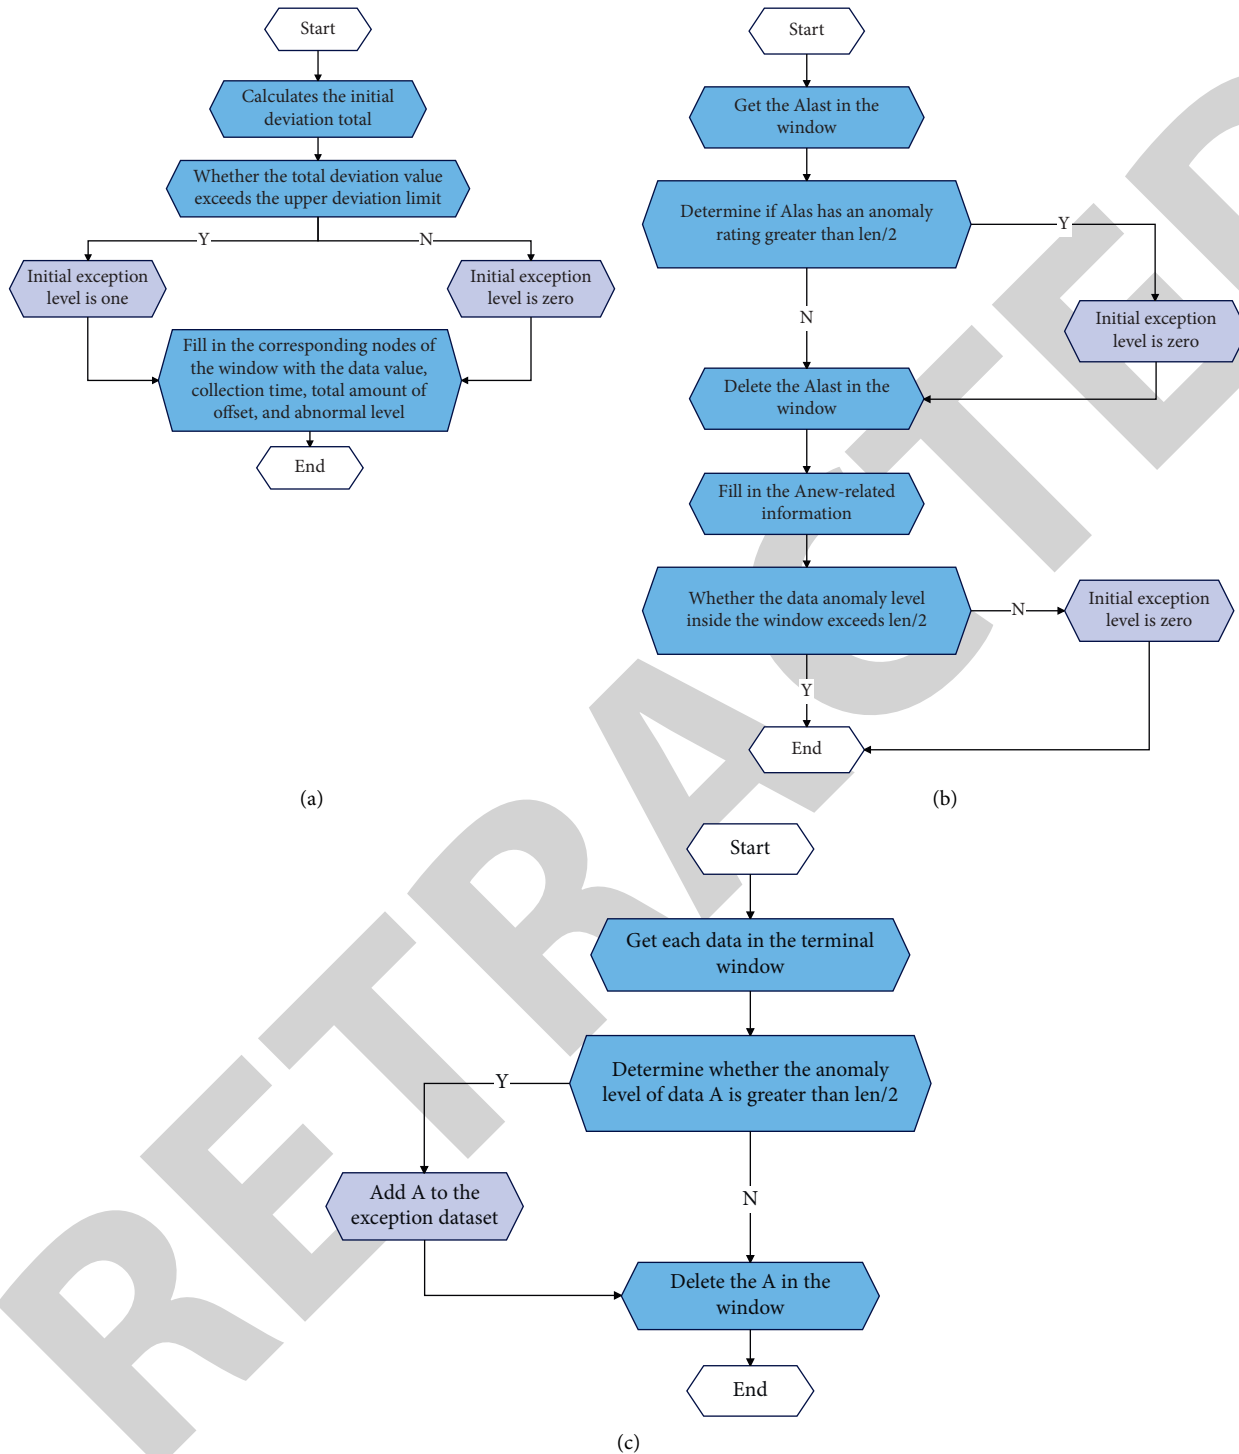 Start
Calculates the initial
deviation total
Whether the total deviation value
exceeds the upper deviation limit
Y
N
Initial exception
level is one
Initial exception
level is zero
Fill in the corresponding nodes of
the window with the data value,
collection time, total amount of
offset, and abnormal level
End
(a)
Start
Get the Alast in the
window
Determine if Alas has an anomaly
rating greater than len/2
Y
N
Initial exception
level is zero
Delete the Alast in the
window
Fill in the Anew-related
information
Whether the data anomaly level
inside the window exceeds len/2
N
Initial exception
level is zero
Y
End
(b)
Start
Get each data in the terminal
window
Determine whether the anomaly
level of data A is greater than len/2
Y
N
Add A to the
exception dataset
Delete the A in the
window
End
(c)
RETRACTED